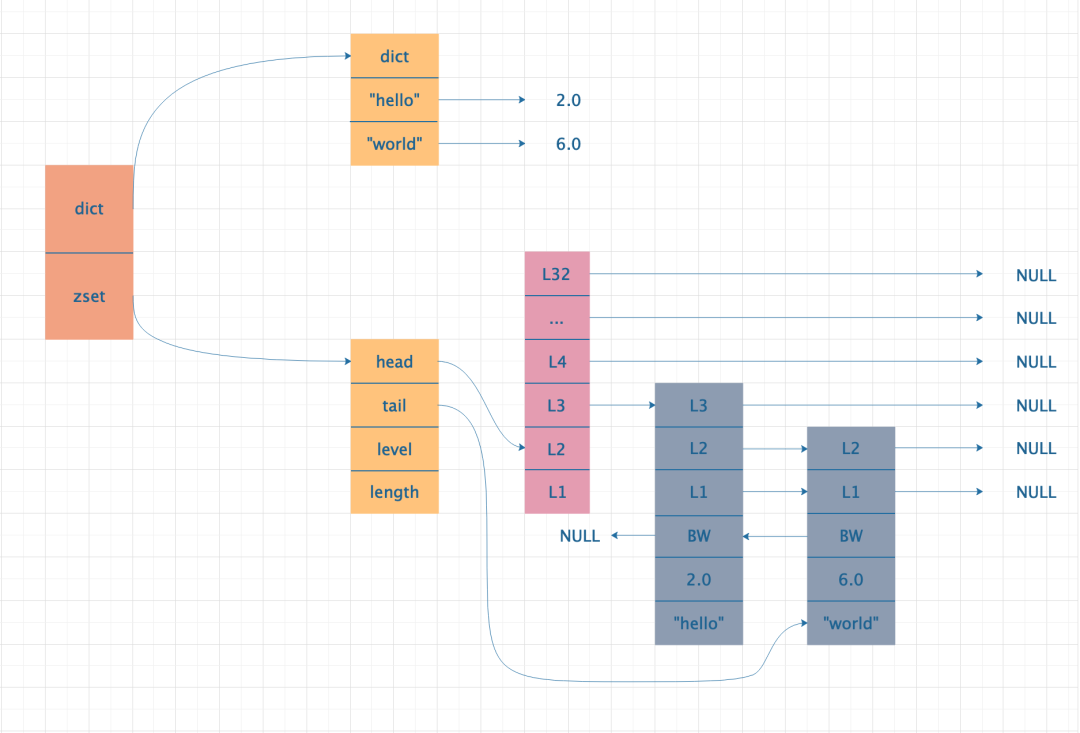 dict
"hello" 2.0
"world" 6.0
dict
zset
L32 NULL
... NULL
head L4 NULL
tail L3 L3 NULL
level L2 L2 L2 NULL
length L1 L1 L1 NULL
NULL BW BW
2.0 6.0
"hello" "world"